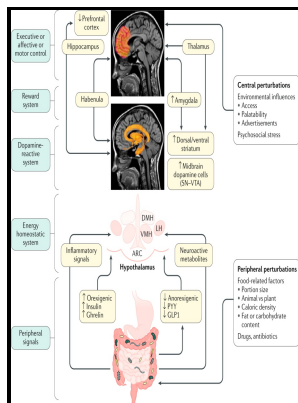 Executive or
affective or
motor control
↓ Prefrontal
cortex
Hippocampus
Thalamus
Reward
system
Habenula
↑ Amygdala
Dopamine-
reactive
system
↑ Dorsal/ventral
striatum
↑ Midbrain
dopamine cells
(SN–VTA)
Central perturbations
Environmental influences
• Access
• Palatability
• Advertisements
Psychosocial stress
Energy
homeostatic
system
Inflammatory
signals
DMH
LH
VMH
ARC
Hypothalamus
Neuroactive
metabolites
Peripheral
signals
↑ Orexigenic
↑ Insulin
↑ Ghrelin
↓ Anorexigenic
↓ PYY
↓ GLP1
Peripheral perturbations
Food-related factors
• Portion size
• Animal vs plant
• Caloric density
• Fat or carbohydrate
content
Drugs, antibiotics